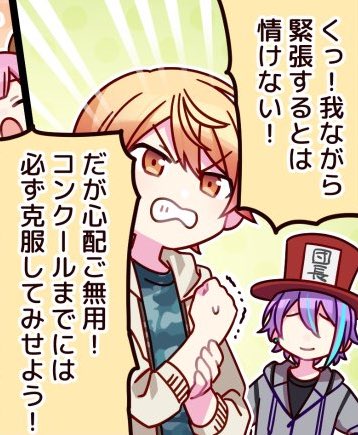 くっ！我ながら
緊張するとは
情けない！
だが心配ご無用！
コンクールまでには
必ず克服してみせよう！
団長